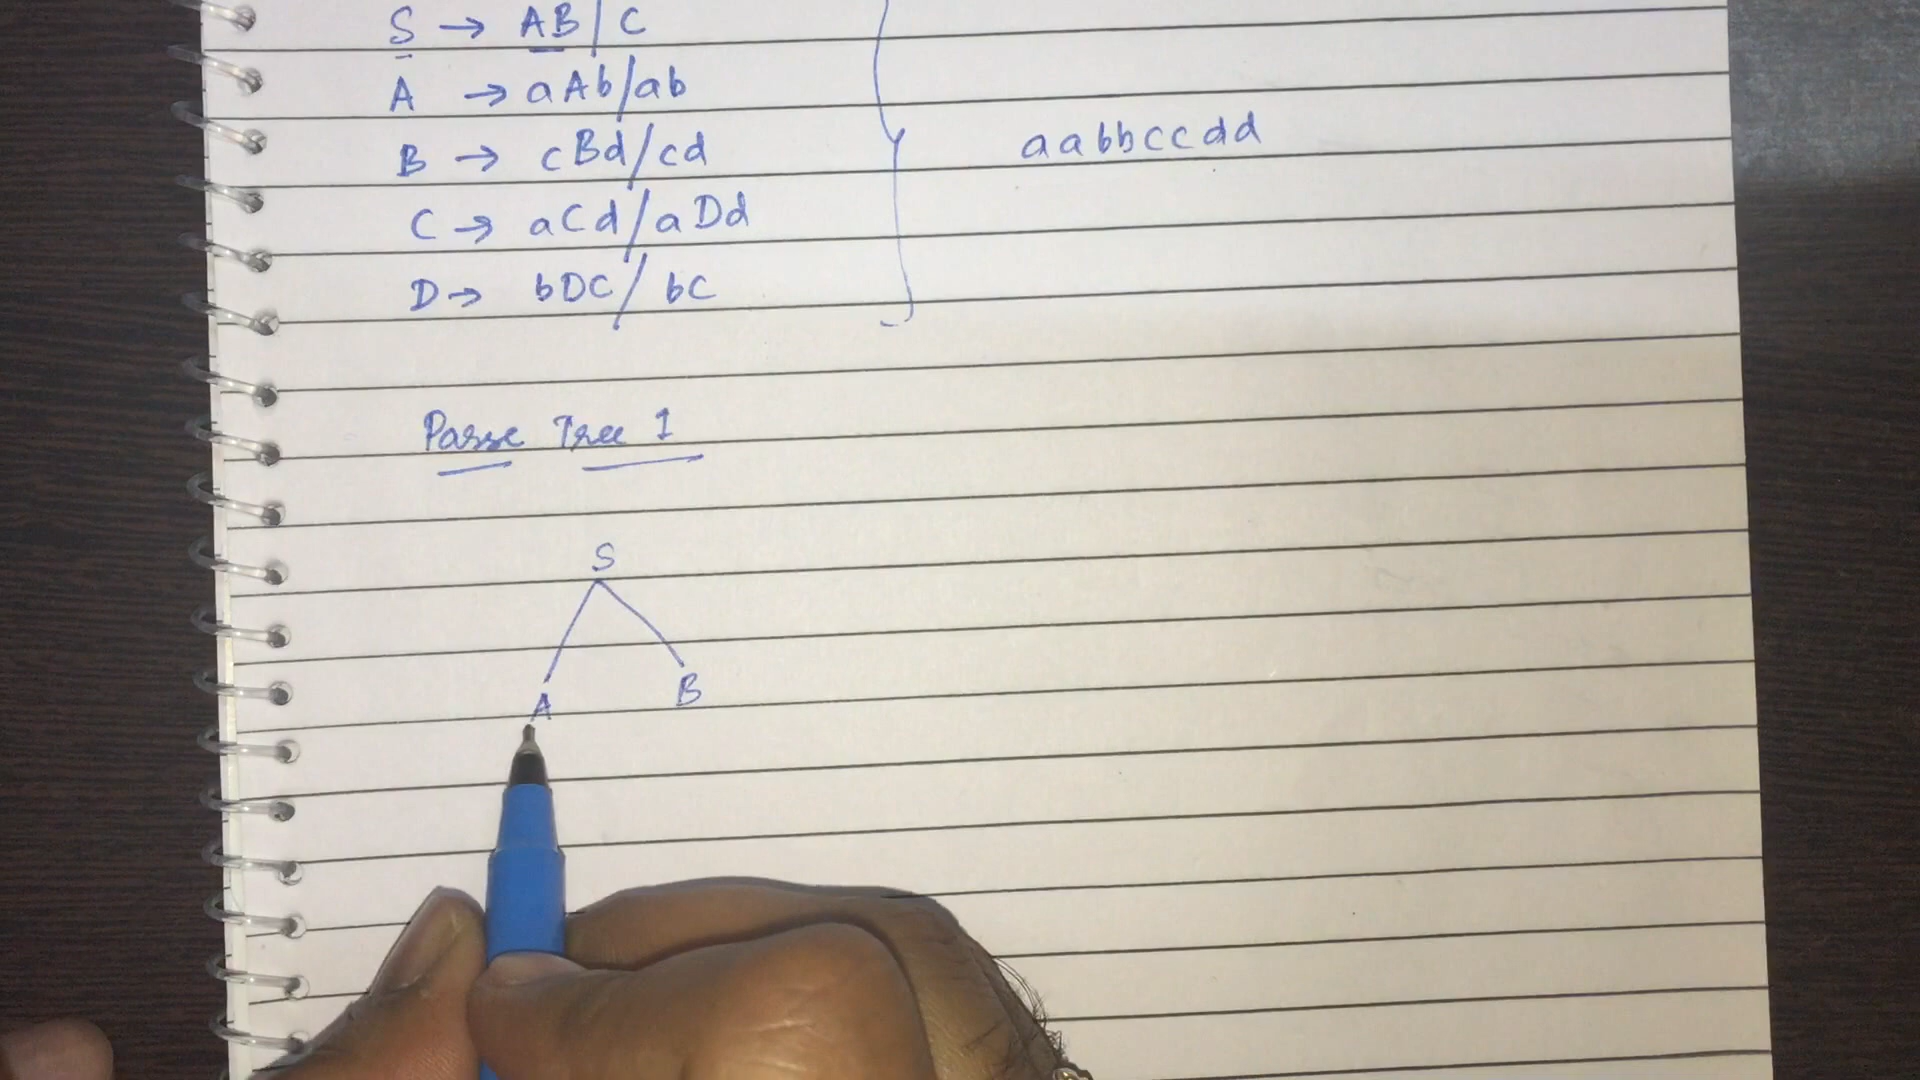 S → AB/C
A → aAb/ab
B → cBd/cd
aabbccdd
C → aCd/aDd
D → bDC/bC
Parse Tree 1
S
A B